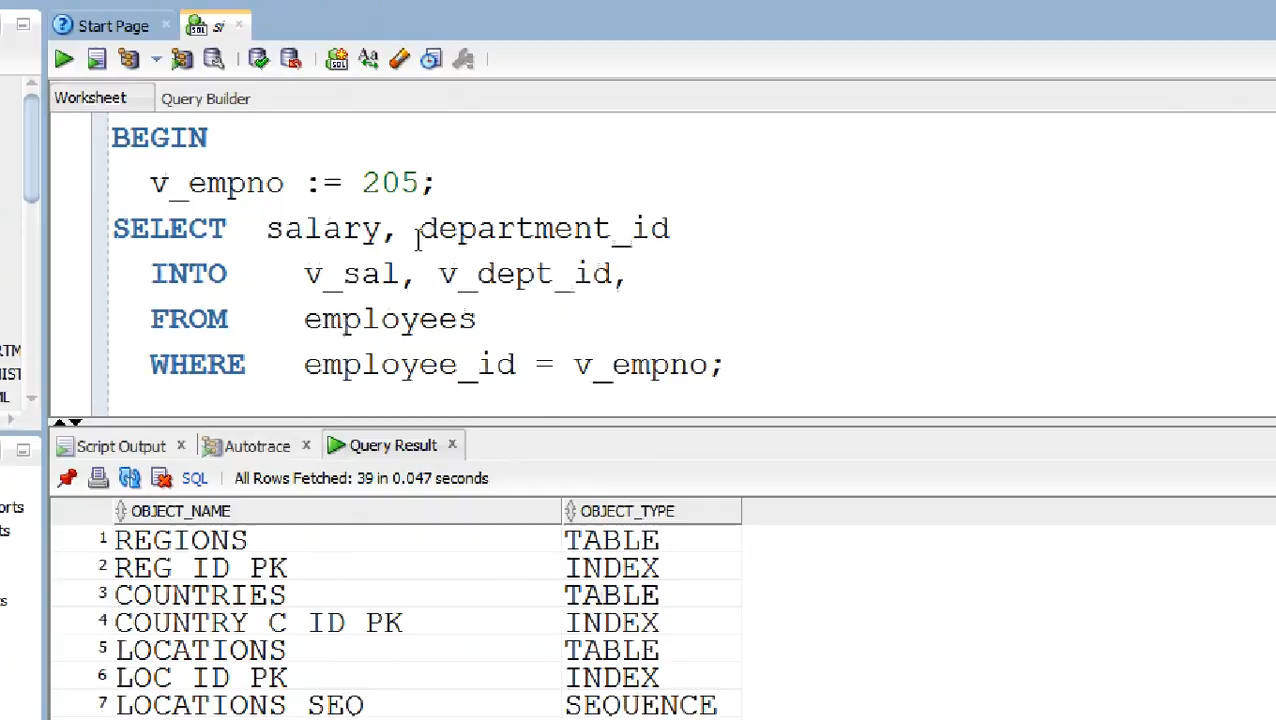 Start Page
si
Worksheet
Query Builder
BEGIN
v_empno := 205;
SELECT salary, department_id
INTO v_sal, v_dept_id,
FROM employees
WHERE employee_id = v_empno;
Script Output
Autotrace
Query Result
SQL
All Rows Fetched: 39 in 0.047 seconds
OBJECT_NAME OBJECT_TYPE
1 REGIONS TABLE
2 REG_ID_PK INDEX
3 COUNTRIES TABLE
4 COUNTRY_C_ID_PK INDEX
5 LOCATIONS TABLE
6 LOC_ID_PK INDEX
7 LOCATIONS_SEQ SEQUENCE